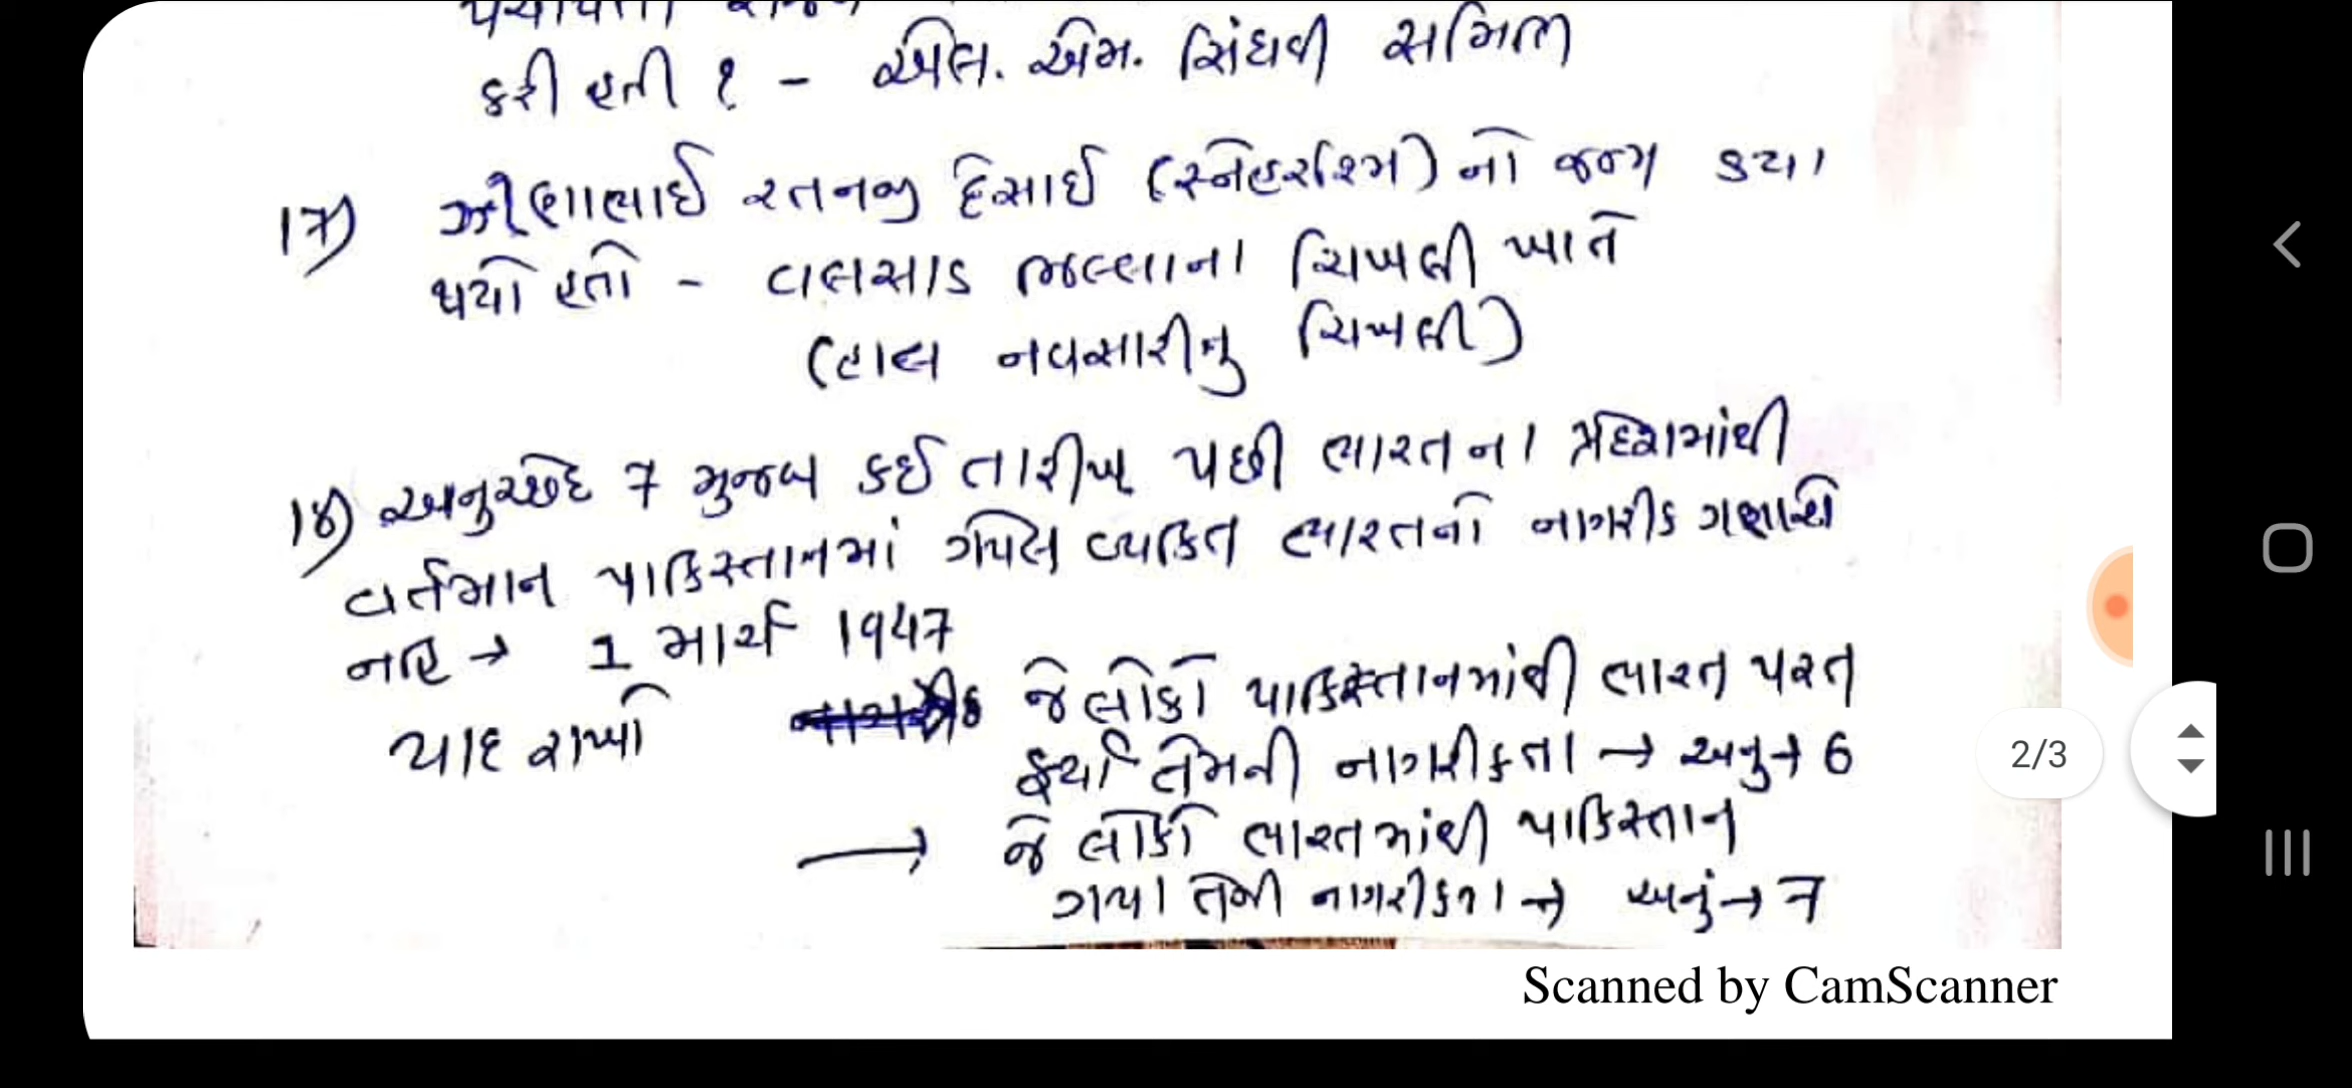 કરી હતી ? - એલ. એમ. સિંઘવી સમિતિ
17) ઝીણાભાઈ રતનજી દેસાઈ (સ્નેહરશ્મિ) નો જન્મ કયા
થયો હતો - વલસાડ જિલ્લાના ચિખલી ખાતે
(હાલ નવસારીનુ ચિખલી)
18) અનુચ્છેદ 7 મુજબ કઈ તારીખ પછી ભારતના પ્રદેશમાંથી
વર્તમાન પાકિસ્તાનમાં ગયેલ વ્યકિત ભારતનો નાગરીક ગણાશે
નહિ → 1 માર્ચ 1947
યાદ રાખો જે લોકો પાકિસ્તાનમાંથી ભારત પરત
ફર્યા તેમની નાગરીકતા → અનુ → 6
→ જે લોકો ભારતમાંથી પાકિસ્તાન
ગયા તેની નાગરીકતા → અનું → 7
2/3
Scanned by CamScanner